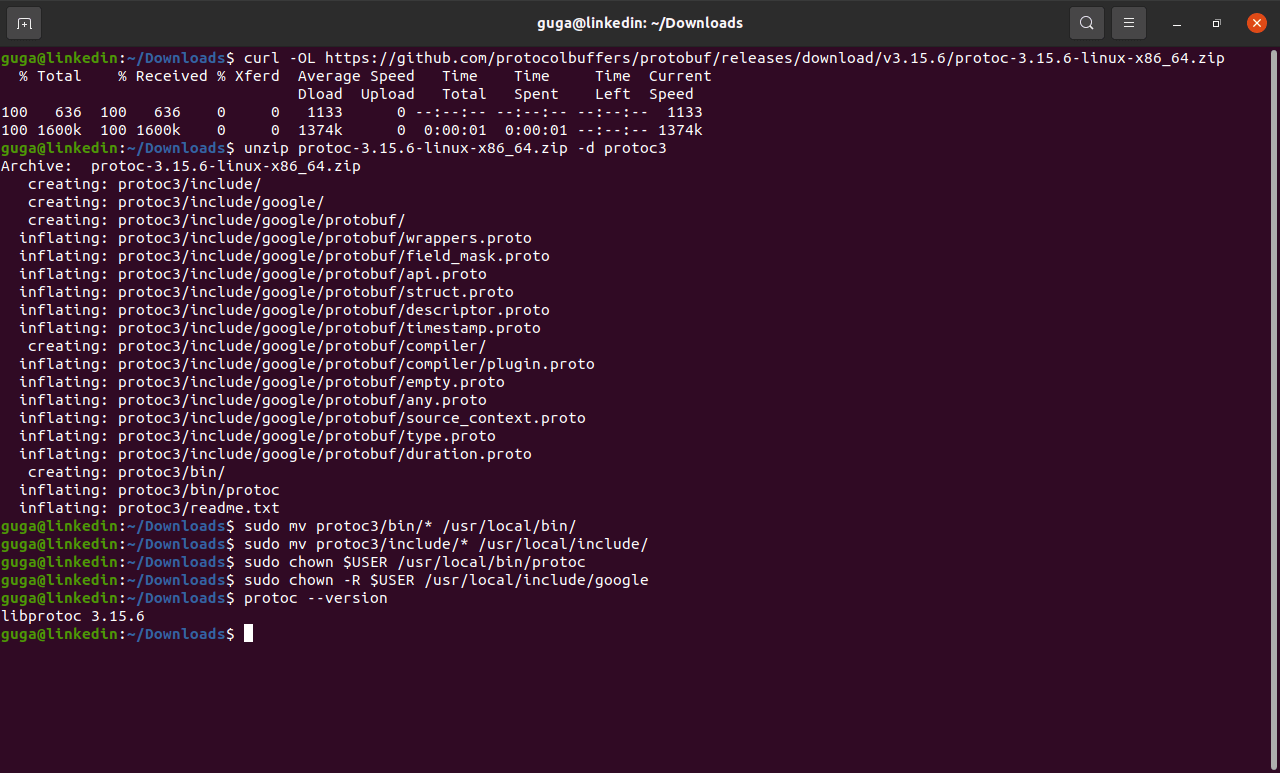 guga@linkedin: ~/Downloads
guga@linkedin:~/Downloads$ curl -OL https://github.com/protocolbuffers/protobuf/releases/download/v3.15.6/protoc-3.15.6-linux-x86_64.zip
  % Total    % Received % Xferd  Average Speed   Time    Time     Time  Current
                                 Dload  Upload   Total   Spent    Left  Speed
100   636  100   636    0     0   1133      0 --:--:-- --:--:-- --:--:--  1133
100 1600k  100 1600k    0     0  1374k      0  0:00:01  0:00:01 --:--:-- 1374k
guga@linkedin:~/Downloads$ unzip protoc-3.15.6-linux-x86_64.zip -d protoc3
Archive:  protoc-3.15.6-linux-x86_64.zip
   creating: protoc3/include/
   creating: protoc3/include/google/
   creating: protoc3/include/google/protobuf/
  inflating: protoc3/include/google/protobuf/wrappers.proto
  inflating: protoc3/include/google/protobuf/field_mask.proto
  inflating: protoc3/include/google/protobuf/api.proto
  inflating: protoc3/include/google/protobuf/struct.proto
  inflating: protoc3/include/google/protobuf/descriptor.proto
  inflating: protoc3/include/google/protobuf/timestamp.proto
   creating: protoc3/include/google/protobuf/compiler/
  inflating: protoc3/include/google/protobuf/compiler/plugin.proto
  inflating: protoc3/include/google/protobuf/empty.proto
  inflating: protoc3/include/google/protobuf/any.proto
  inflating: protoc3/include/google/protobuf/source_context.proto
  inflating: protoc3/include/google/protobuf/type.proto
  inflating: protoc3/include/google/protobuf/duration.proto
   creating: protoc3/bin/
  inflating: protoc3/bin/protoc
  inflating: protoc3/readme.txt
guga@linkedin:~/Downloads$ sudo mv protoc3/bin/* /usr/local/bin/
guga@linkedin:~/Downloads$ sudo mv protoc3/include/* /usr/local/include/
guga@linkedin:~/Downloads$ sudo chown $USER /usr/local/bin/protoc
guga@linkedin:~/Downloads$ sudo chown -R $USER /usr/local/include/google
guga@linkedin:~/Downloads$ protoc --version
libprotoc 3.15.6
guga@linkedin:~/Downloads$